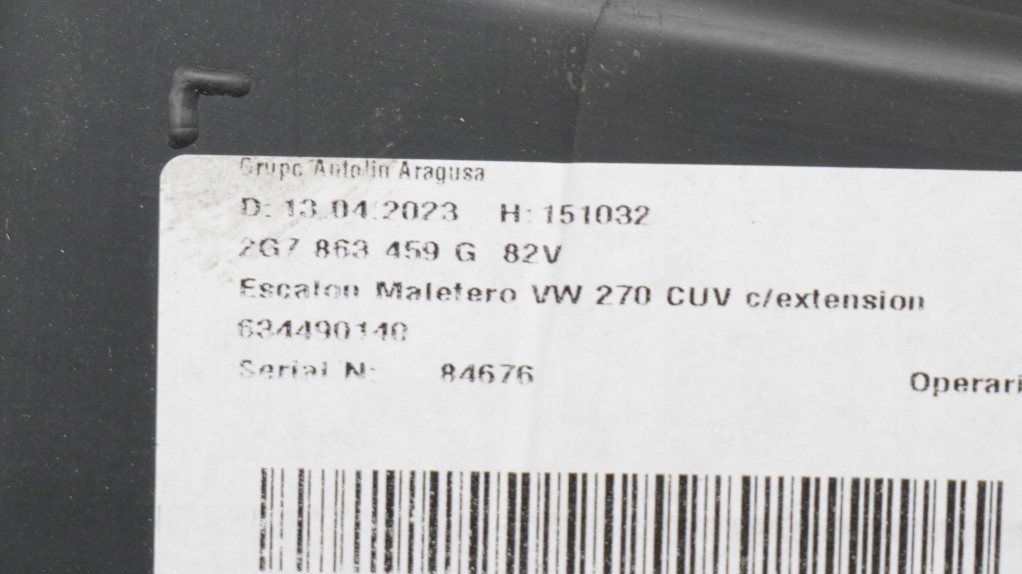 Grupo Antolin Aragusa
D: 13.04.2023 H: 151032
2G7 863 459 G 82V
Escalon Maletero VW 270 CUV c/extension
634490140
Serial N: 84676
Operari